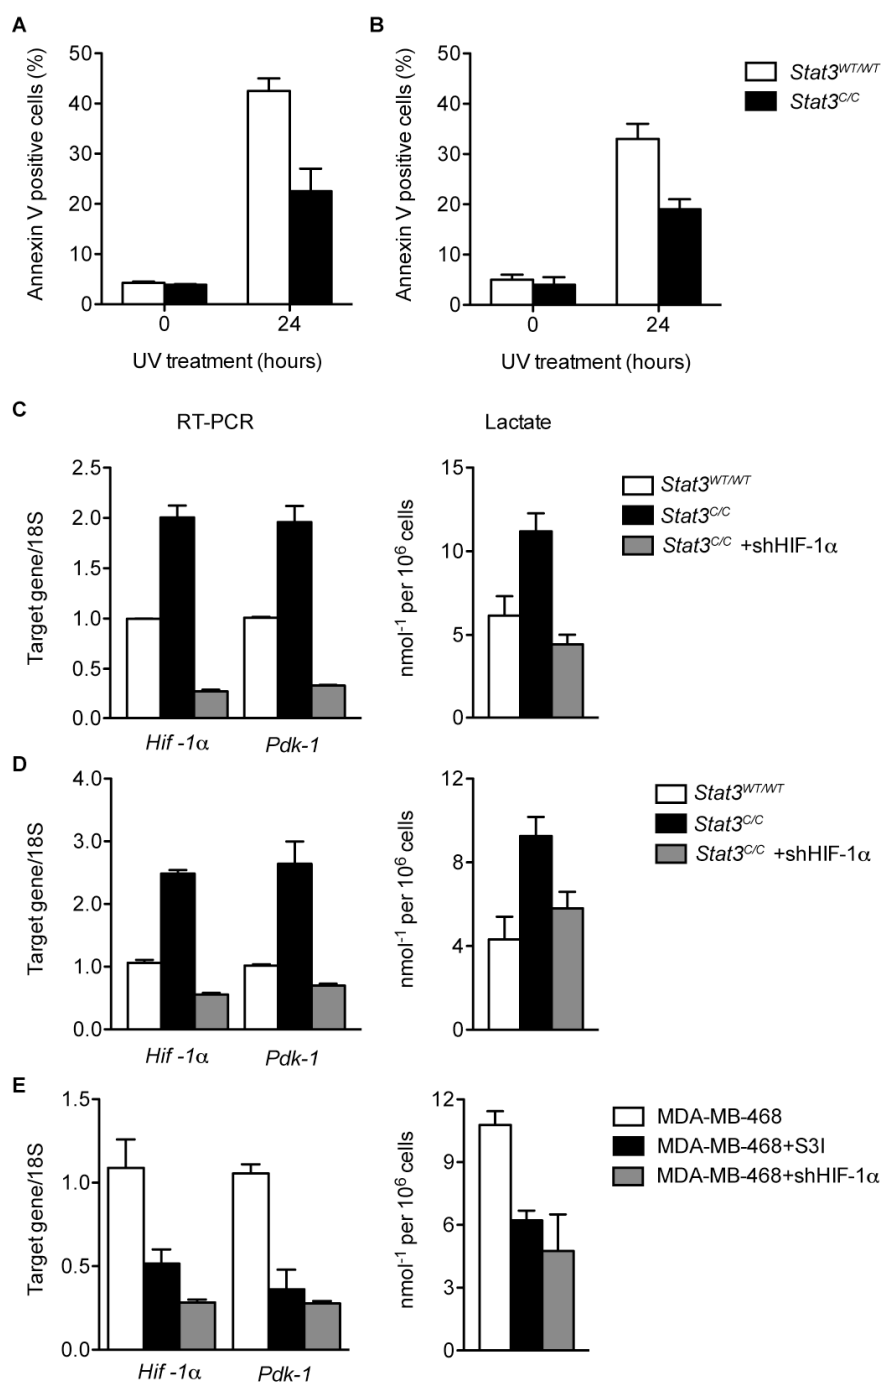 A
B
50
40
30
20
10
0
Annexin V positive cells (%)
0
24
UV treatment (hours)
50
40
30
20
10
0
Annexin V positive cells (%)
0
24
UV treatment (hours)
Stat3WT/WT
Stat3C/C
C
RT-PCR
Lactate
2.5
2.0
1.5
1.0
0.5
0.0
Target gene/18S
Hif -1α
Pdk-1
15
10
5
0
nmol-1 per 106 cells
Stat3WT/WT
Stat3C/C
Stat3C/C +shHIF-1α
D
4.0
3.0
2.0
1.0
0.0
Target gene/18S
Hif -1α
Pdk-1
12
8
4
0
nmol-1 per 106 cells
Stat3WT/WT
Stat3C/C
Stat3C/C +shHIF-1α
E
1.5
1.0
0.5
0.0
Target gene/18S
Hif -1α
Pdk-1
12
9
6
3
0
nmol-1 per 106 cells
MDA-MB-468
MDA-MB-468+S3I
MDA-MB-468+shHIF-1α